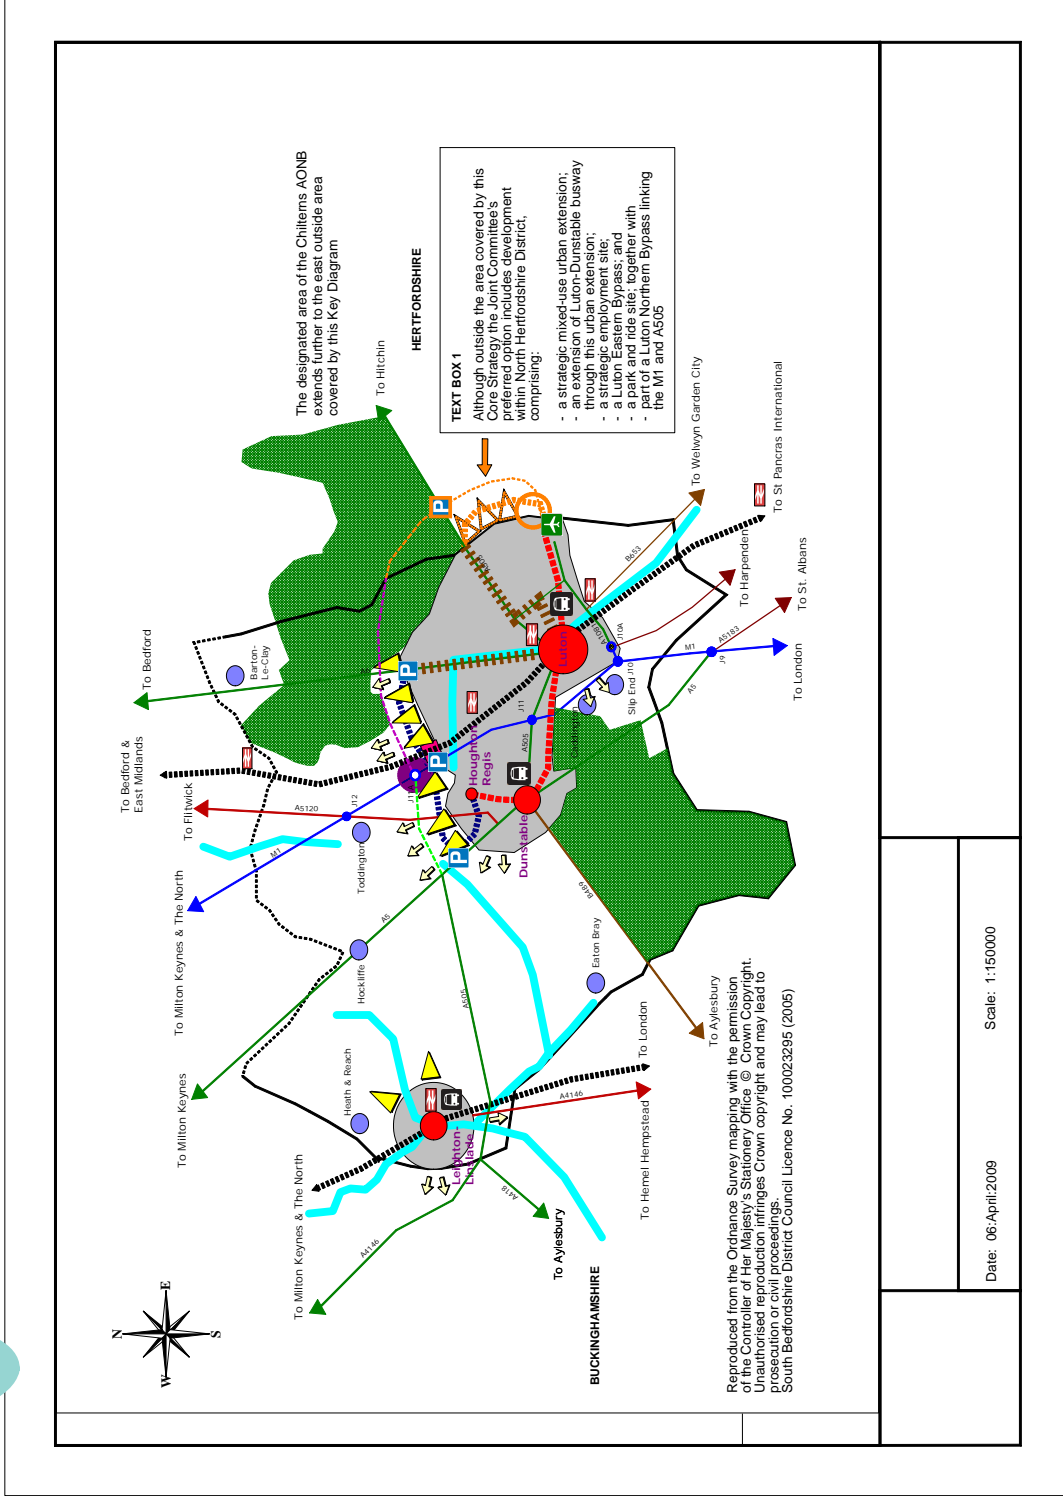 The designated area of the Chilterns AONB
extends further to the east outside area
covered by this Key Diagram
HERTFORDSHIRE
TEXT BOX 1
Although outside the area covered by this
Core Strategy the Joint Committee's
preferred option includes development
within North Hertfordshire District,
comprising:
- a strategic mixed-use urban extension;
- an extension of Luton-Dunstable busway
through this urban extension;
- a strategic employment site;
- a Luton Eastern Bypass; and
- a park and ride site; together with
- part of a Luton Northern Bypass linking
the M1 and A505
To Hitchin
To Welwyn Garden City
To St Pancras International
To Harpenden
To St. Albans
To London
To Bedford
To Bedford &
East Midlands
To Flitwick
To Milton Keynes & The North
To Milton Keynes
To Milton Keynes & The North
To Aylesbury
To Hemel Hempstead
To London
To Aylesbury
BUCKINGHAMSHIRE
Barton-
Le-Clay
Toddington
Hockliffe
Heath & Reach
Eaton Bray
Slip End
Luton
Houghton
Regis
Dunstable
Leighton-
Linslade
A5120
J12
M1
A5
A505
A4146
A418
A4146
B489
A505
J11
J10
J10A
A1081
B653
M1
J9
A5183
A5
P
P
P
P
N
E
S
W
Reproduced from the Ordnance Survey mapping with the permission
of the Controller of Her Majesty's Stationery Office © Crown Copyright.
Unauthorised reproduction infringes Crown copyright and may lead to
prosecution or civil proceedings.
South Bedfordshire District Council Licence No. 100023295 (2005)
Date: 06:April:2009
Scale: 1:150000